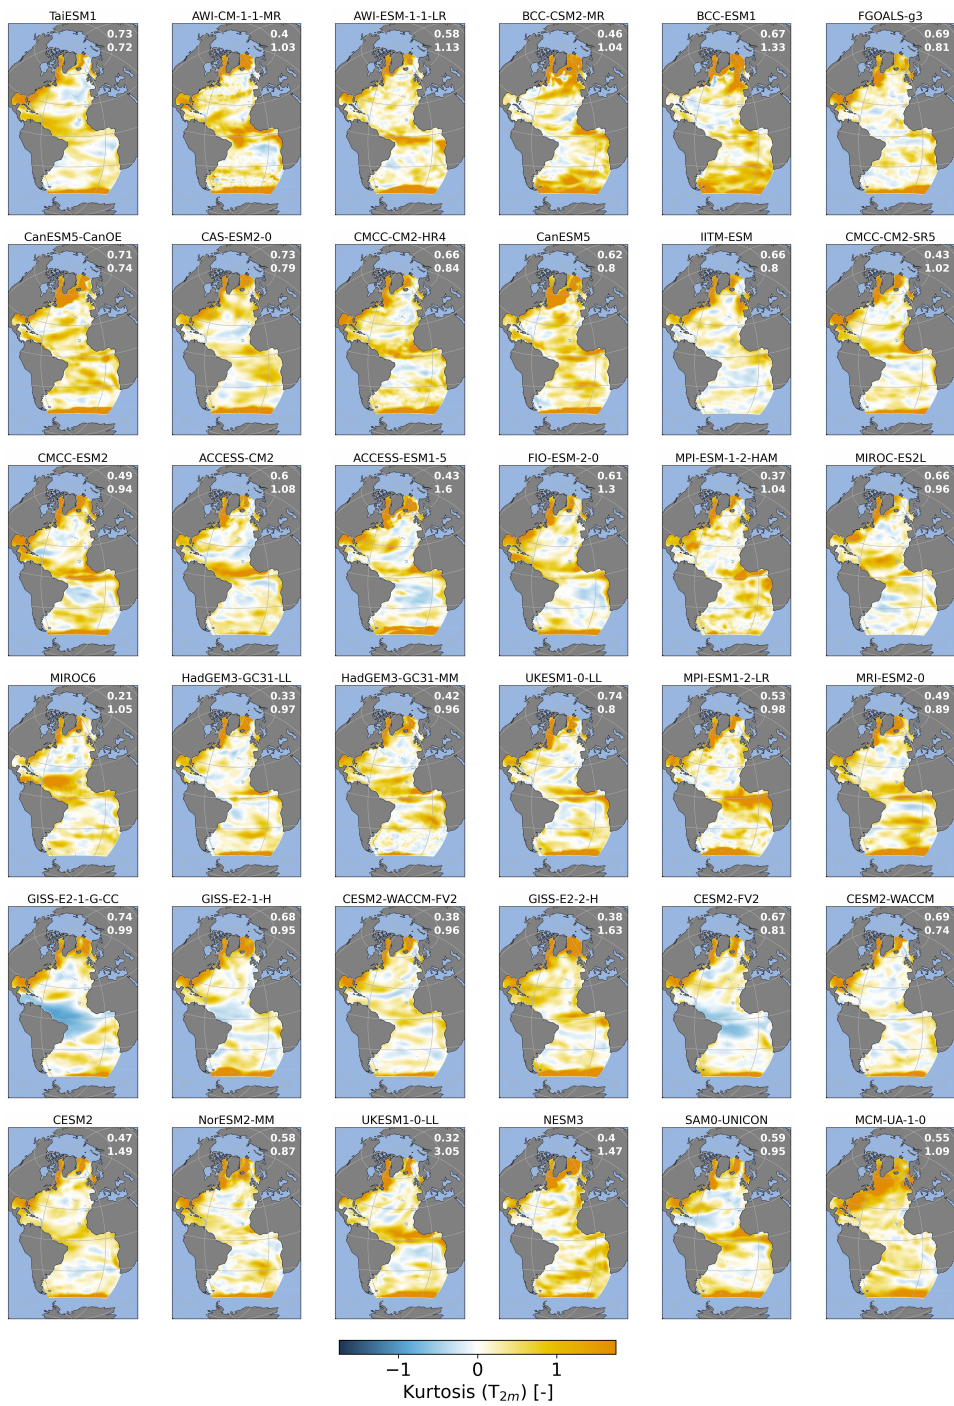 TaiESM1 AWI-CM-1-1-MR AWI-ESM-1-1-LR BCC-CSM2-MR BCC-ESM1 FGOALS-g3
0.73 0.4 0.58 0.46 0.67 0.69
0.72 1.03 1.13 1.04 1.33 0.81
CanESM5-CanOE CAS-ESM2-0 CMCC-CM2-HR4 CanESM5 IITM-ESM CMCC-CM2-SR5
0.71 0.73 0.66 0.62 0.66 0.43
0.74 0.79 0.84 0.8 0.8 1.02
CMCC-ESM2 ACCESS-CM2 ACCESS-ESM1-5 FIO-ESM-2-0 MPI-ESM-1-2-HAM MIROC-ES2L
0.49 0.6 0.43 0.61 0.37 0.66
0.94 1.08 1.6 1.3 1.04 0.96
MIROC6 HadGEM3-GC31-LL HadGEM3-GC31-MM UKESM1-0-LL MPI-ESM1-2-LR MRI-ESM2-0
0.21 0.33 0.42 0.74 0.53 0.49
1.05 0.97 0.96 0.8 0.98 0.89
GISS-E2-1-G-CC GISS-E2-1-H CESM2-WACCM-FV2 GISS-E2-2-H CESM2-FV2 CESM2-WACCM
0.74 0.68 0.38 0.38 0.67 0.69
0.99 0.95 0.96 1.63 0.81 0.74
CESM2 NorESM2-MM UKESM1-0-LL NESM3 SAM0-UNICON MCM-UA-1-0
0.47 0.58 0.32 0.4 0.59 0.55
1.49 0.87 3.05 1.47 0.95 1.09
−1 0 1
Kurtosis (T2m) [-]